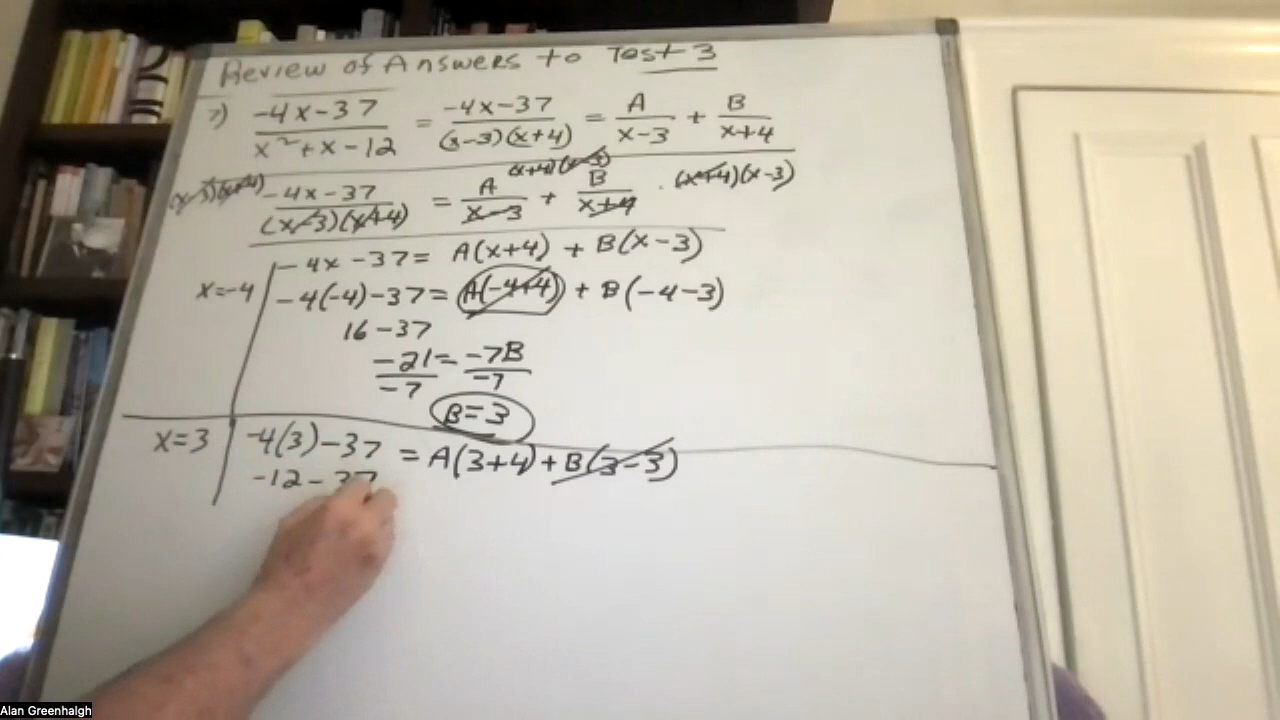 Review of Answers to Test 3
7) -4x-37 / x²+x-12 = -4x-37 / (3-3)(x+4) = A / x-3 + B / x+4
(x-3)(x+4) -4x-37 / (x-3)(x+4) = A / x-3 (x+4)(x-3) + B / x+4 · (x+4)(x-3)
-4x-37 = A(x+4) + B(x-3)
x=-4 -4(-4)-37 = A(-4+4) + B(-4-3)
16-37
-21 / -7 = -7B / -7
B=3
x=3 -4(3)-37 = A(3+4)+B(3-3)
-12-37
Alan Greenhalgh